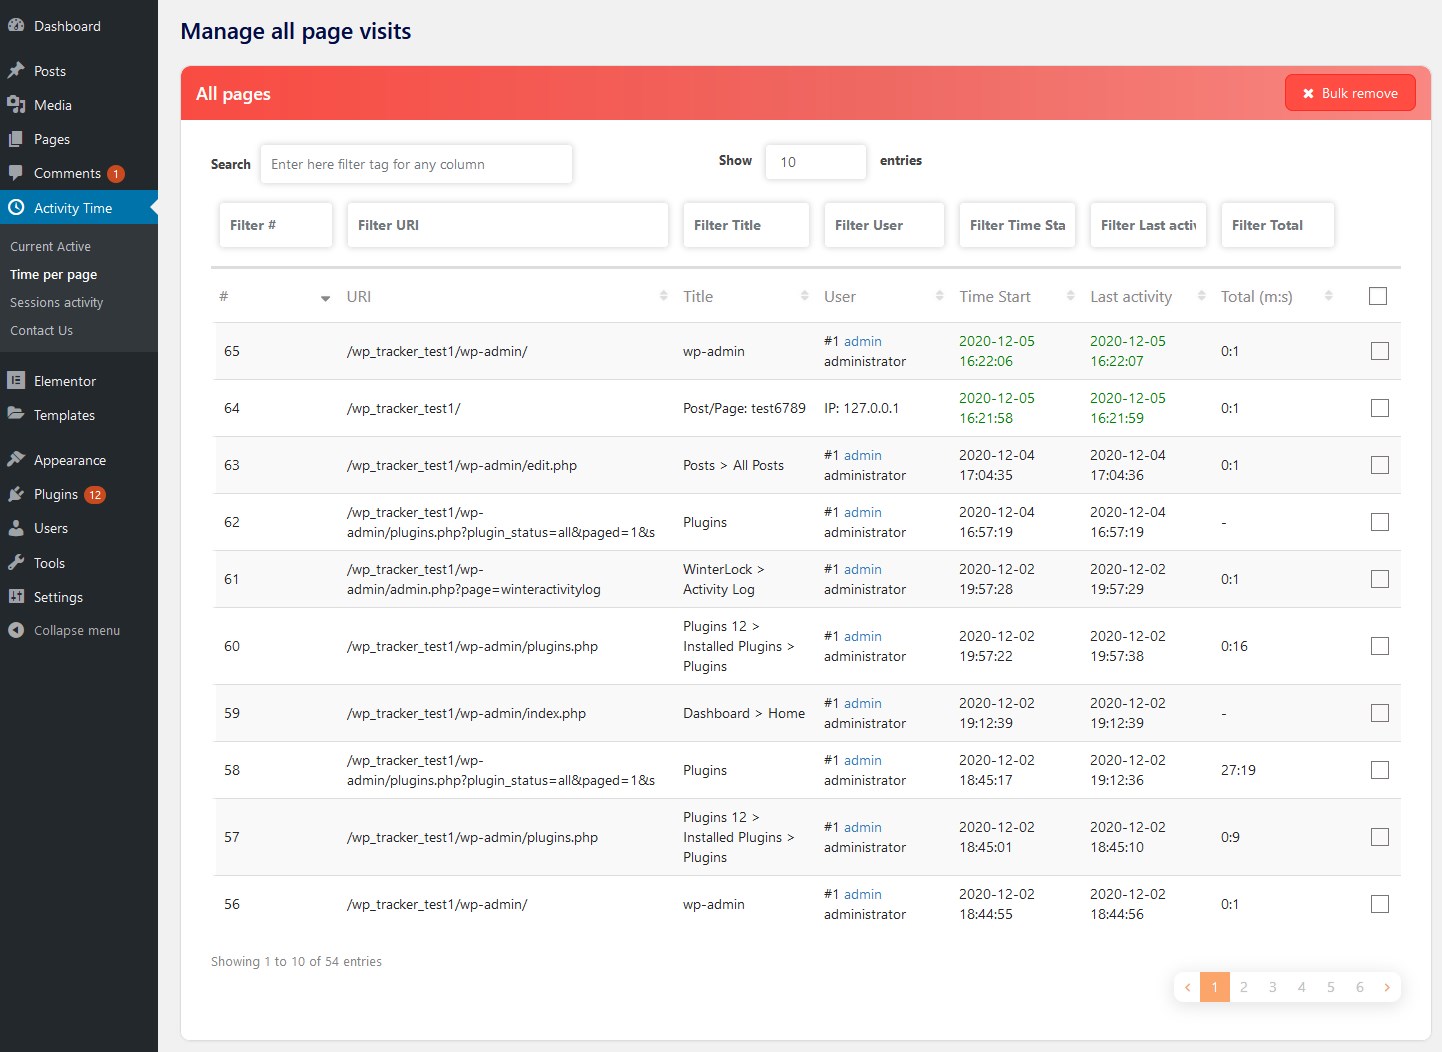 Dashboard
Posts
Media
Pages
Comments 1
Activity Time
Current Active
Time per page
Sessions activity
Contact Us
Elementor
Templates
Appearance
Plugins 12
Users
Tools
Settings
Collapse menu
Manage all page visits
All pages
✖ Bulk remove
Search Enter here filter tag for any column Show 10 entries
Filter # Filter URI Filter Title Filter User Filter Time Sta Filter Last activ Filter Total
# URI Title User Time Start Last activity Total (m:s)
65 /wp_tracker_test1/wp-admin/ wp-admin #1 admin administrator 2020-12-05 16:22:06 2020-12-05 16:22:07 0:1
64 /wp_tracker_test1/ Post/Page: test6789 IP: 127.0.0.1 2020-12-05 16:21:58 2020-12-05 16:21:59 0:1
63 /wp_tracker_test1/wp-admin/edit.php Posts > All Posts #1 admin administrator 2020-12-04 17:04:35 2020-12-04 17:04:36 0:1
62 /wp_tracker_test1/wp-admin/plugins.php?plugin_status=all&paged=1&s Plugins #1 admin administrator 2020-12-04 16:57:19 2020-12-04 16:57:19 -
61 /wp_tracker_test1/wp-admin/admin.php?page=winteractivitylog WinterLock > Activity Log #1 admin administrator 2020-12-02 19:57:28 2020-12-02 19:57:29 0:1
60 /wp_tracker_test1/wp-admin/plugins.php Plugins 12 > Installed Plugins > Plugins #1 admin administrator 2020-12-02 19:57:22 2020-12-02 19:57:38 0:16
59 /wp_tracker_test1/wp-admin/index.php Dashboard > Home #1 admin administrator 2020-12-02 19:12:39 2020-12-02 19:12:39 -
58 /wp_tracker_test1/wp-admin/plugins.php?plugin_status=all&paged=1&s Plugins #1 admin administrator 2020-12-02 18:45:17 2020-12-02 19:12:36 27:19
57 /wp_tracker_test1/wp-admin/plugins.php Plugins 12 > Installed Plugins > Plugins #1 admin administrator 2020-12-02 18:45:01 2020-12-02 18:45:10 0:9
56 /wp_tracker_test1/wp-admin/ wp-admin #1 admin administrator 2020-12-02 18:44:55 2020-12-02 18:44:56 0:1
Showing 1 to 10 of 54 entries
‹ 1 2 3 4 5 6 ›